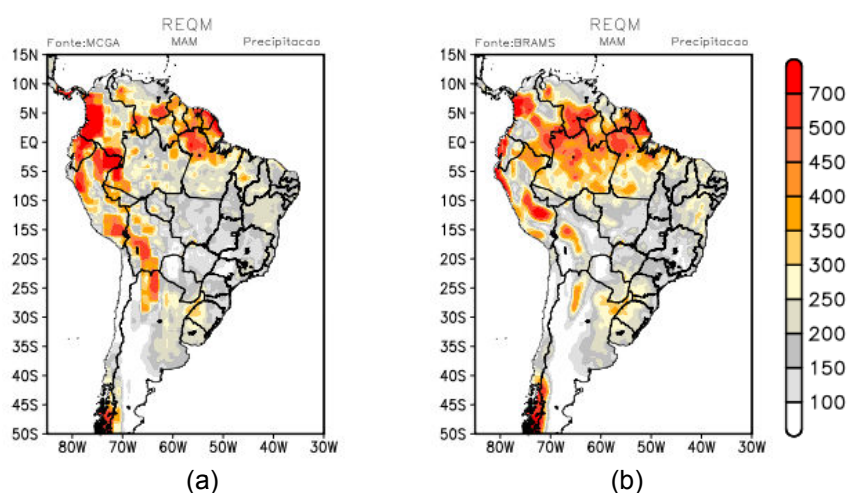 REQM
Fonte:MCGA MAM Precipitacao
15N
10N
5N
EQ
5S
10S
15S
20S
25S
30S
35S
40S
45S
50S
80W 70W 60W 50W 40W 30W
(a)
REQM
Fonte:BRAMS MAM Precipitacao
15N
10N
5N
EQ
5S
10S
15S
20S
25S
30S
35S
40S
45S
50S
80W 70W 60W 50W 40W 30W
(b)
700
500
450
400
350
300
250
200
150
100